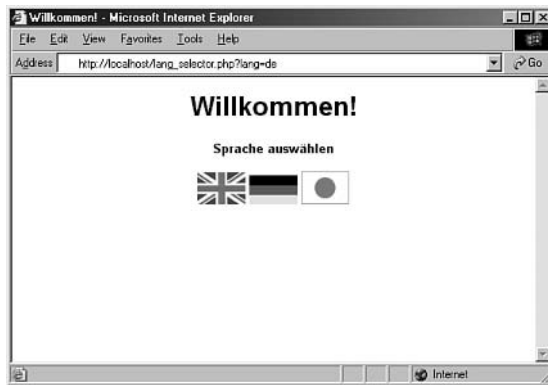 Willkommen! - Microsoft Internet Explorer
File Edit View Favorites Tools Help
Address http://localhost/lang_selector.php?lang=de Go
Willkommen!
Sprache auswählen
Internet